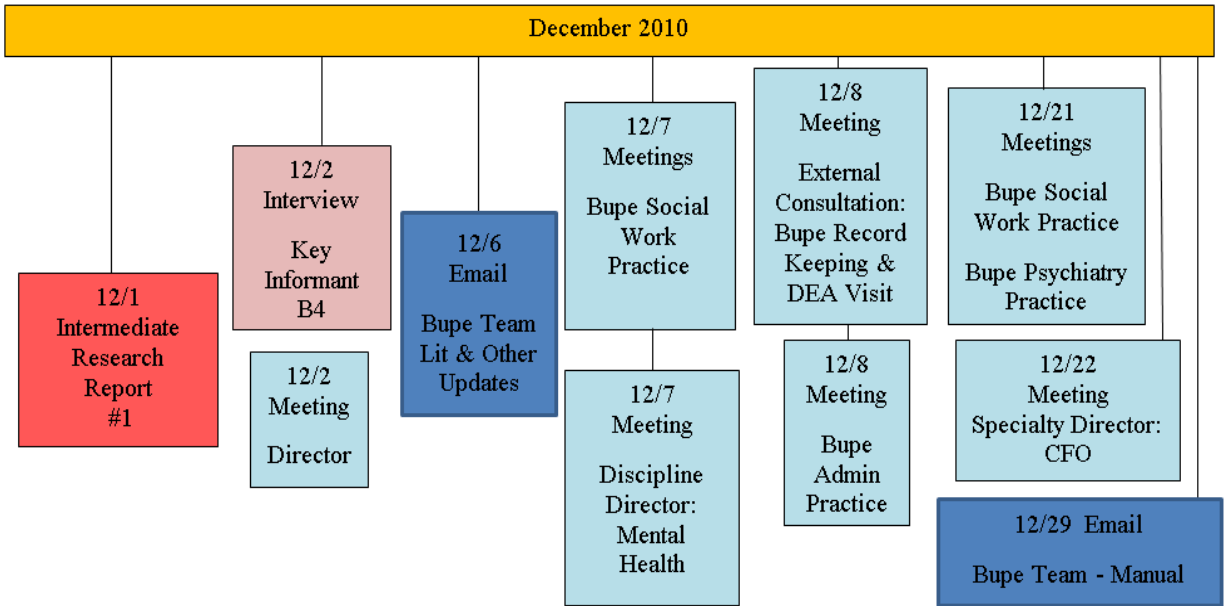 December 2010
12/1
Intermediate
Research
Report
#1
12/2
Interview
Key
Informant
B4
12/2
Meeting
Director
12/6
Email
Bupe Team
Lit & Other
Updates
12/7
Meetings
Bupe Social
Work
Practice
12/7
Meeting
Discipline
Director:
Mental
Health
12/8
Meeting
External
Consultation:
Bupe Record
Keeping &
DEA Visit
12/8
Meeting
Bupe
Admin
Practice
12/21
Meetings
Bupe Social
Work Practice
Bupe Psychiatry
Practice
12/22
Meeting
Specialty Director:
CFO
12/29 Email
Bupe Team - Manual